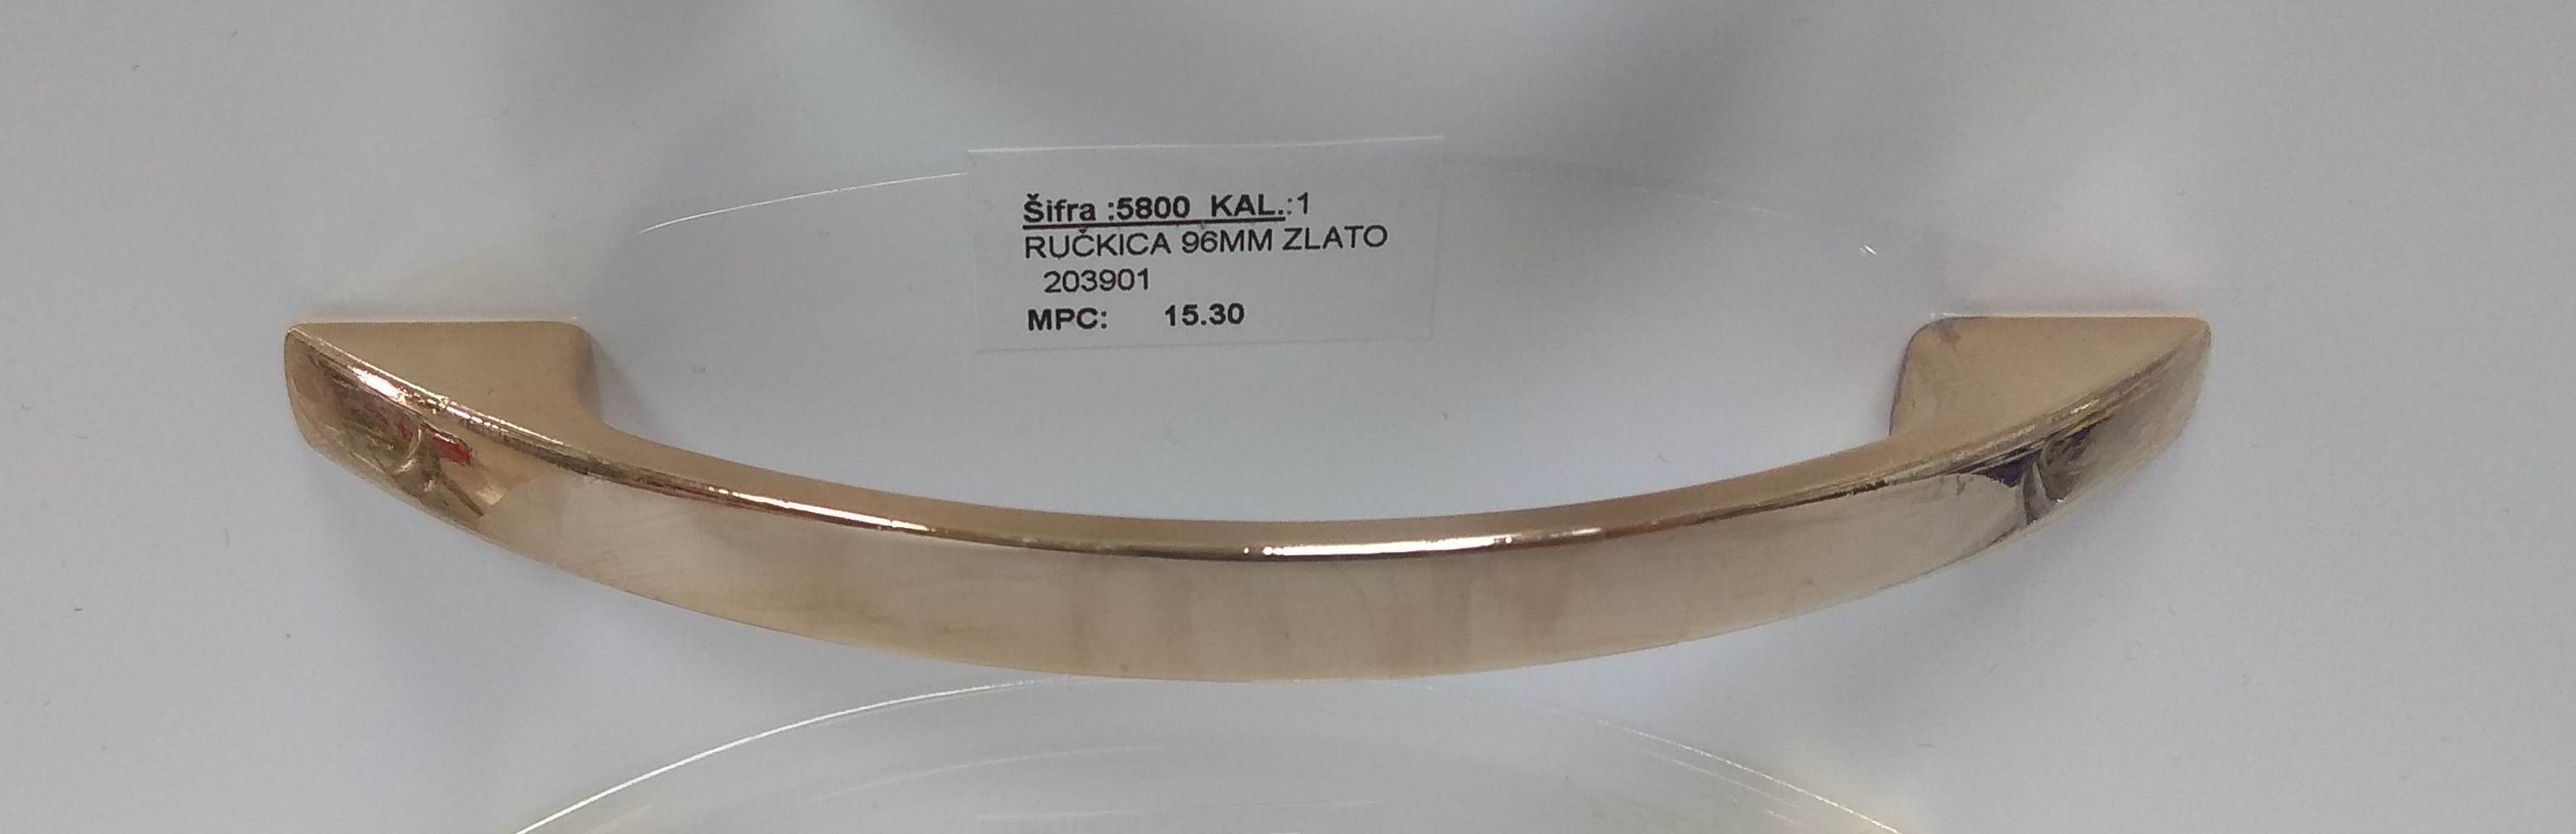 Šifra :5800 KAL.:1
RUČKICA 96MM ZLATO
203901
MPC: 15.30